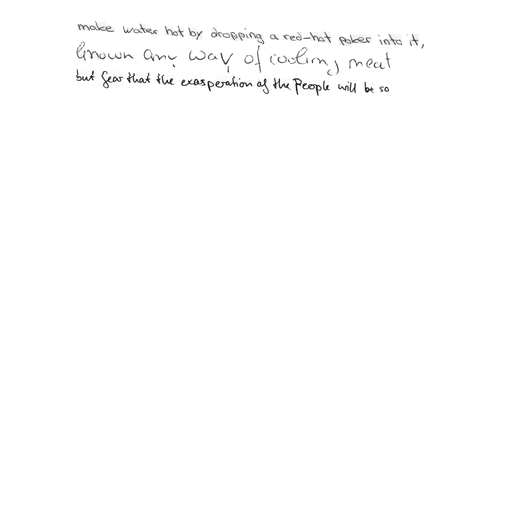 make water hot by dropping a red-hot poker into it,
known any way of cooking meat
but fear that the exasperation of the People will be so